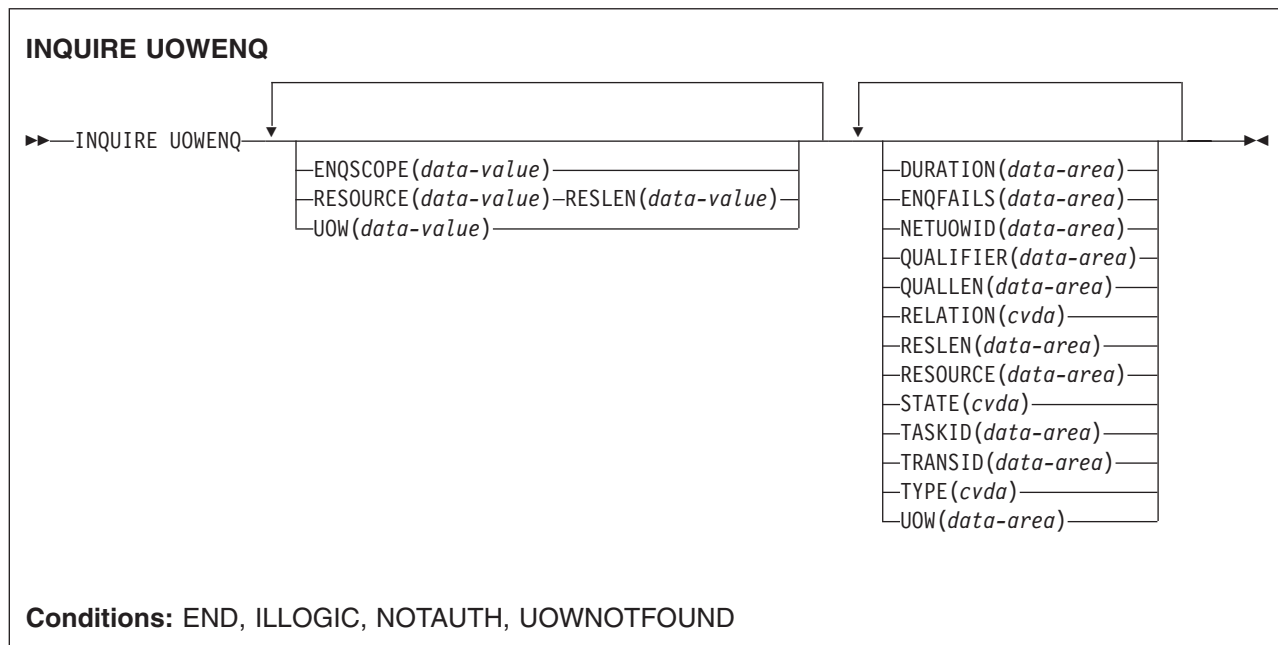 INQUIRE UOWENQ
INQUIRE UOWENQ
ENQSCOPE(data-value)
RESOURCE(data-value) RESLEN(data-value)
UOW(data-value)
DURATION(data-area)
ENQFAILS(data-area)
NETUOWID(data-area)
QUALIFIER(data-area)
QUALLEN(data-area)
RELATION(cvda)
RESLEN(data-area)
RESOURCE(data-area)
STATE(cvda)
TASKID(data-area)
TRANSID(data-area)
TYPE(cvda)
UOW(data-area)
Conditions: END, ILLOGIC, NOTAUTH, UOWNOTFOUND